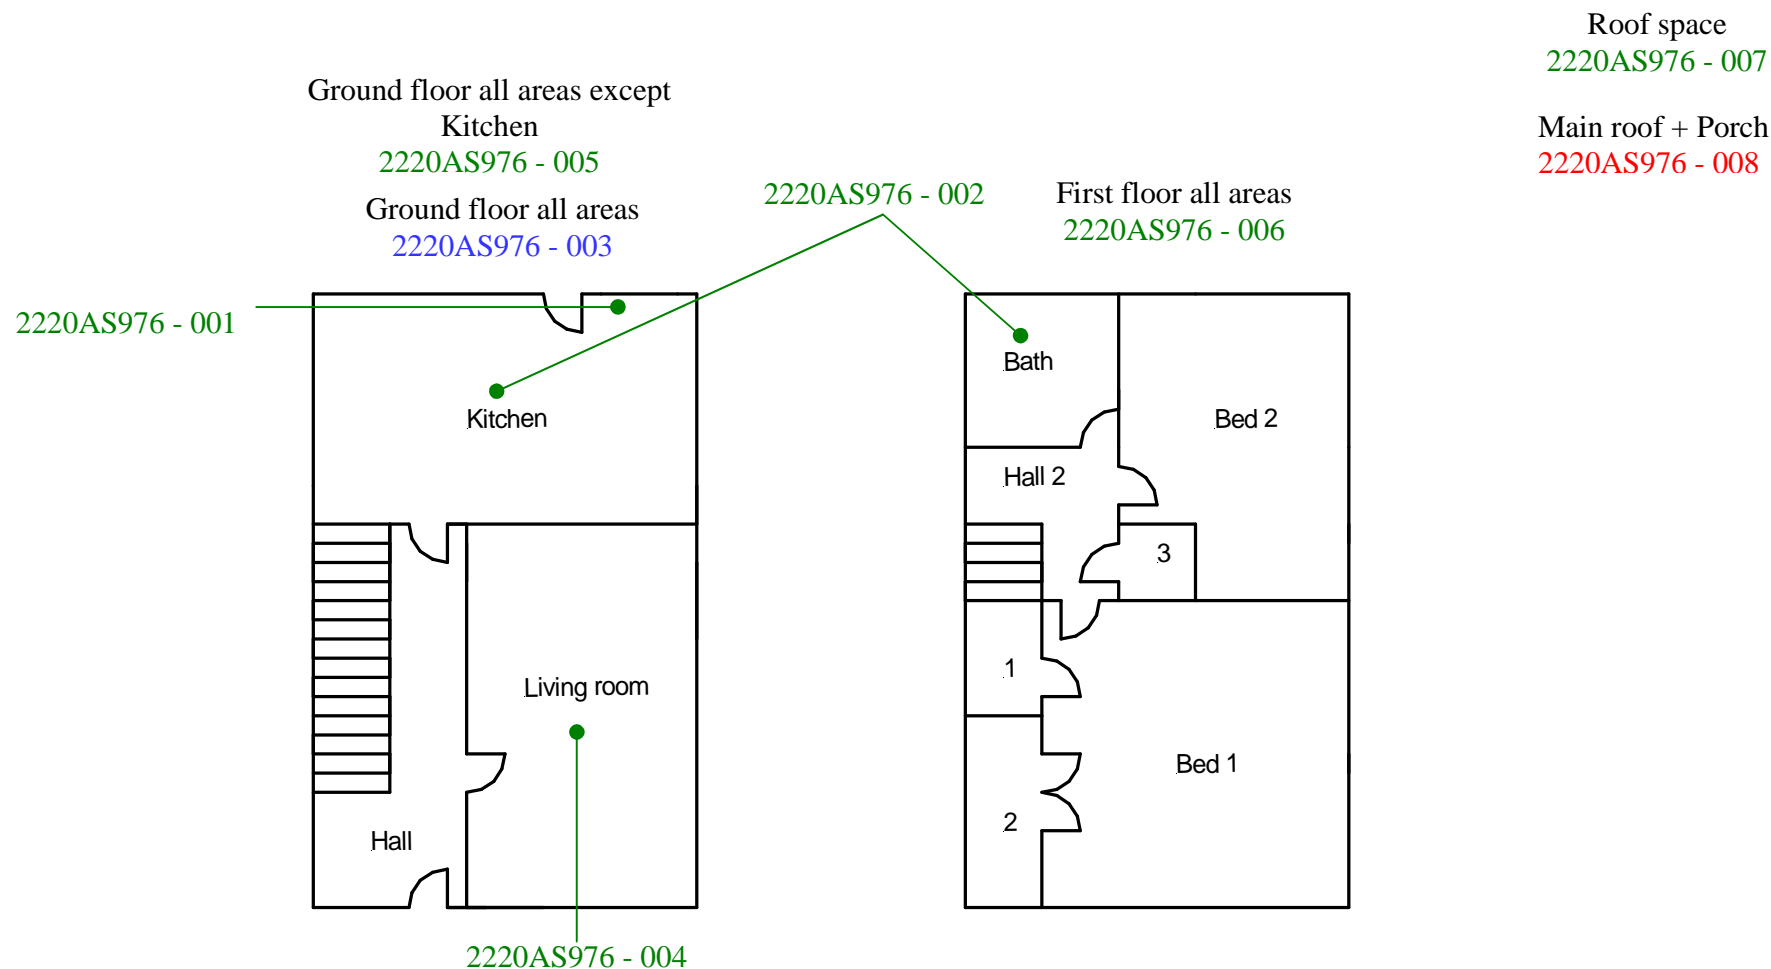 Roof space
2220AS976 - 007
Main roof + Porch
2220AS976 - 008
Ground floor all areas except
Kitchen
2220AS976 - 005
Ground floor all areas
2220AS976 - 003
2220AS976 - 002
First floor all areas
2220AS976 - 006
2220AS976 - 001
Kitchen
Living room
Hall
2220AS976 - 004
Bath
Bed 2
Hall 2
3
1
Bed 1
2